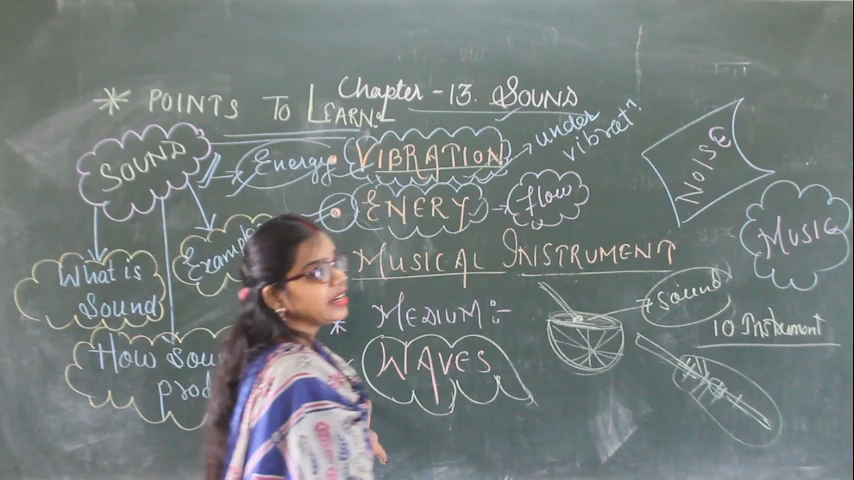 Chapter - 13. SOUND
* POINTS TO LEARN:
SOUND
Energy
VIBRATION
under
vibratⁿ.
ENERY
flow
NOISE
MUSIC
What is
Sound
Example
MUSICAL INSTRUMENT
sound
10 Instrument
* MEDIUM :-
WAVES
How Sou
prod